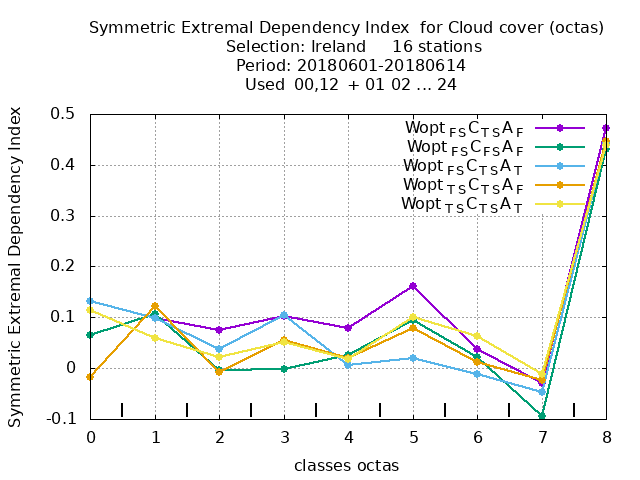 Symmetric Extremal Dependency Index for Cloud cover (octas)
Selection: Ireland 16 stations
Period: 20180601-20180614
Used 00,12 + 01 02 ... 24
Symmetric Extremal Dependency Index
0.5
0.4
0.3
0.2
0.1
0
-0.1
Wopt FS C TS A F
Wopt FS C FS A F
Wopt FS C TS A T
Wopt TS C TS A F
Wopt TS C TS A T
0 1 2 3 4 5 6 7 8
classes octas